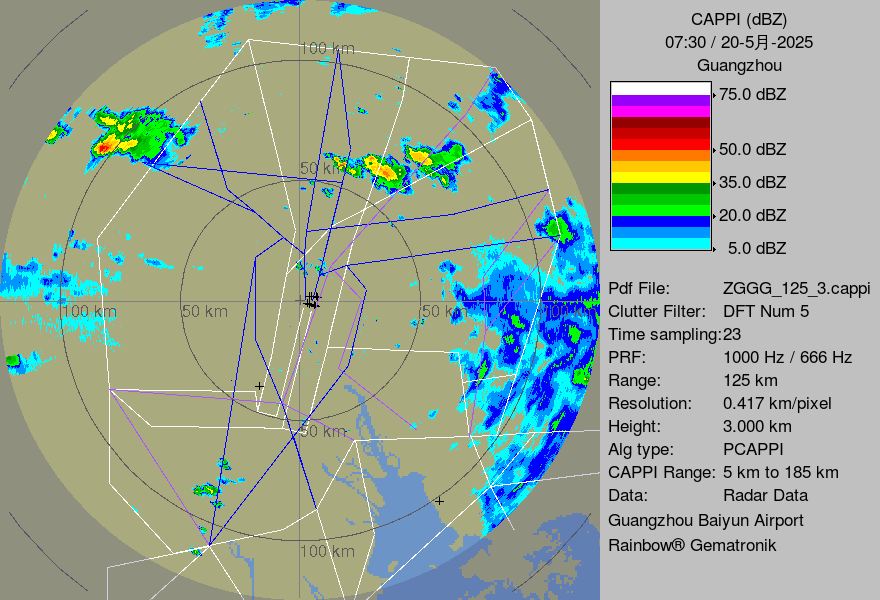 CAPPI (dBZ)
07:30 / 20-5月-2025
Guangzhou
75.0 dBZ
50.0 dBZ
35.0 dBZ
20.0 dBZ
5.0 dBZ
Pdf File: ZGGG_125_3.cappi
Clutter Filter: DFT Num 5
Time sampling:23
PRF: 1000 Hz / 666 Hz
Range: 125 km
Resolution: 0.417 km/pixel
Height: 3.000 km
Alg type: PCAPPI
CAPPI Range: 5 km to 185 km
Data: Radar Data
Guangzhou Baiyun Airport
Rainbow® Gematronik
100 km
50 km
100 km
50 km
50 km
50 km
100 km